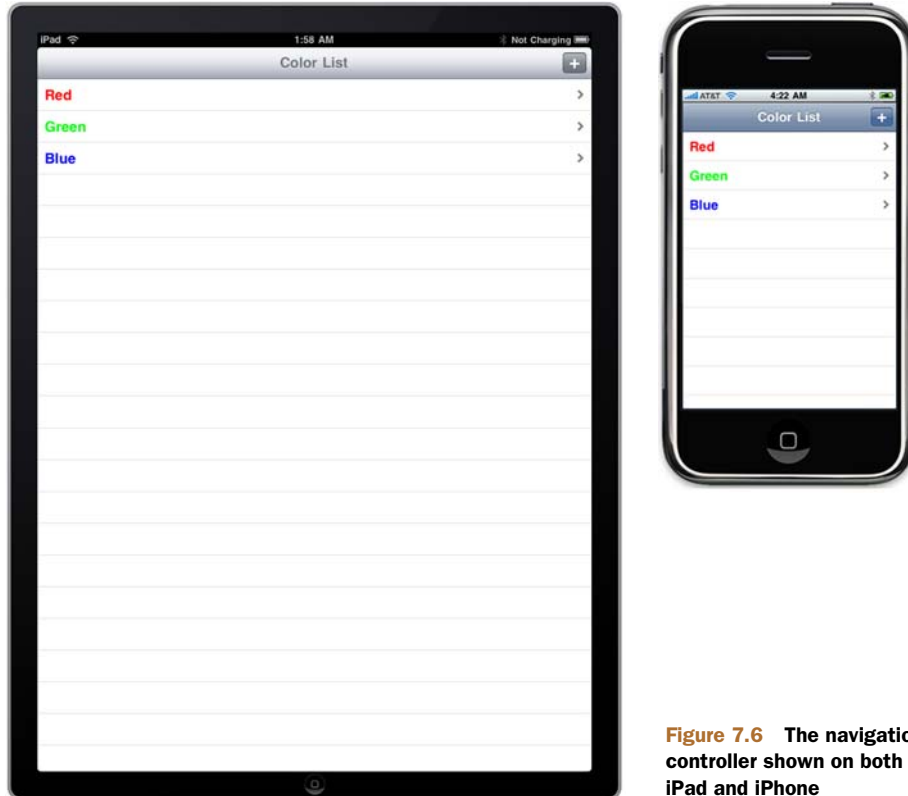 iPad
1:58 AM
Not Charging
Color List
+
Red
Green
Blue
AT&T
4:22 AM
Color List
+
Red
Green
Blue
Figure 7.6 The navigatio
controller shown on both
iPad and iPhone